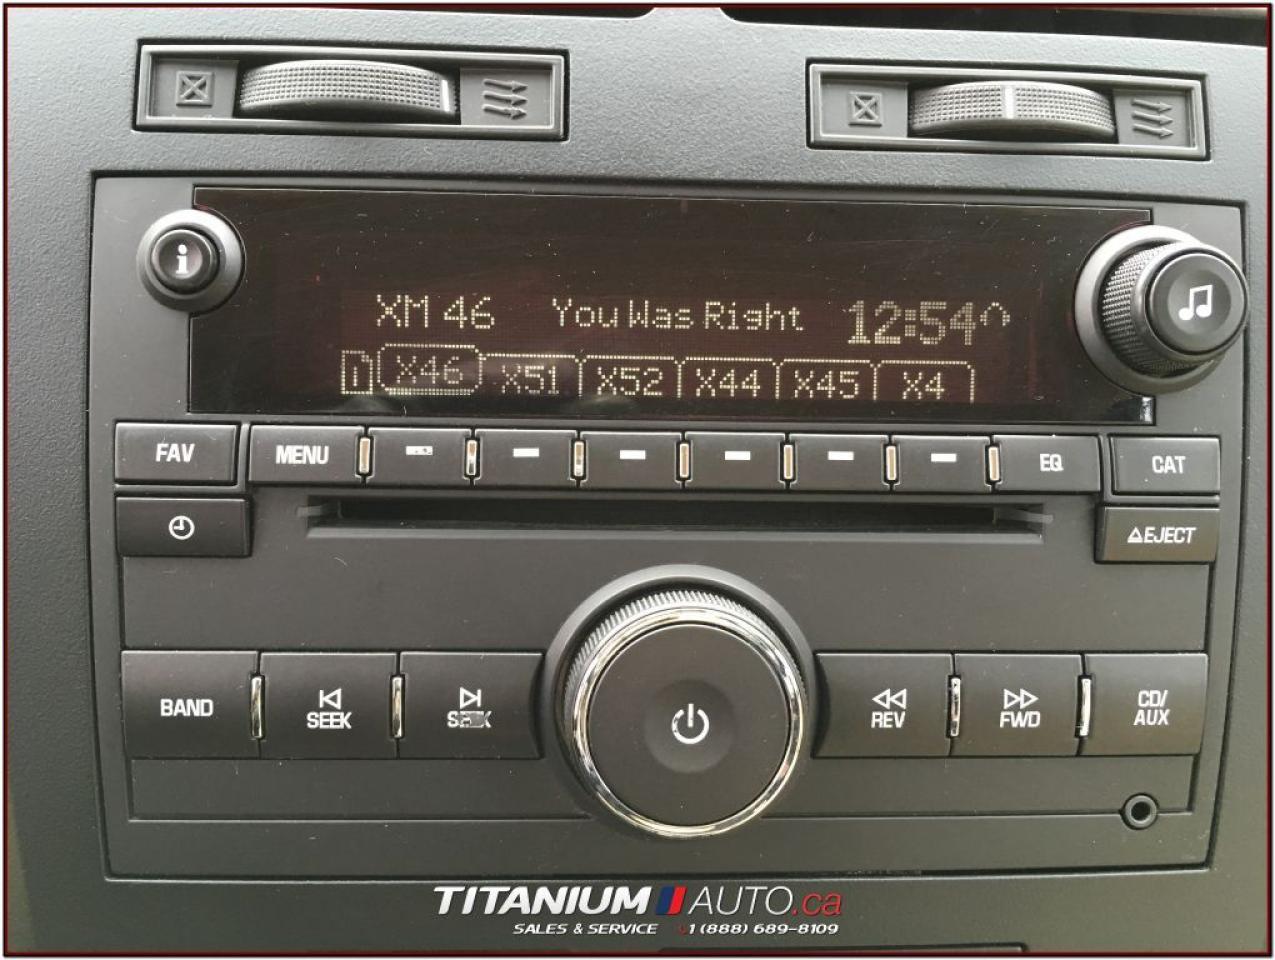 i
XM 46 You Was Right 12:54
X46 X51 X52 X44 X45 X4
FAV MENU EQ CAT
EJECT
BAND SEEK SEEK REV FWD CD/
AUX
TITANIUM AUTO.ca
SALES & SERVICE 1 (888) 689-8109